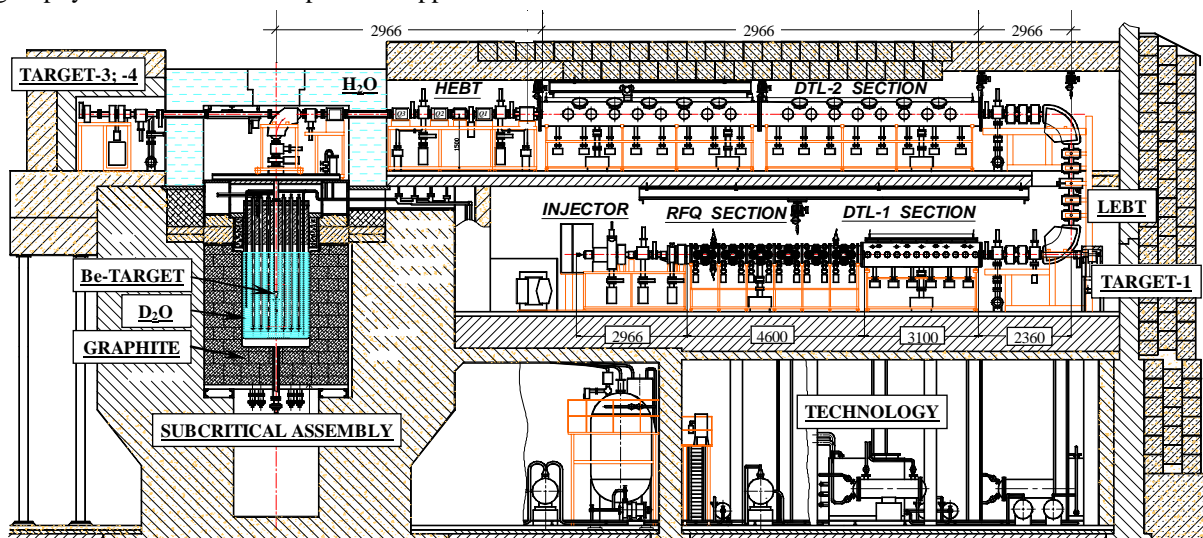 2966
2966
2966
TARGET-3; -4
H₂O
HEBT
DTL-2 SECTION
Q3
Q2
Q1
1500
INJECTOR
RFQ SECTION
DTL-1 SECTION
LEBT
Be-TARGET
TARGET-1
D₂O
GRAPHITE
2966
4600
3100
2360
SUBCRITICAL ASSEMBLY
TECHNOLOGY